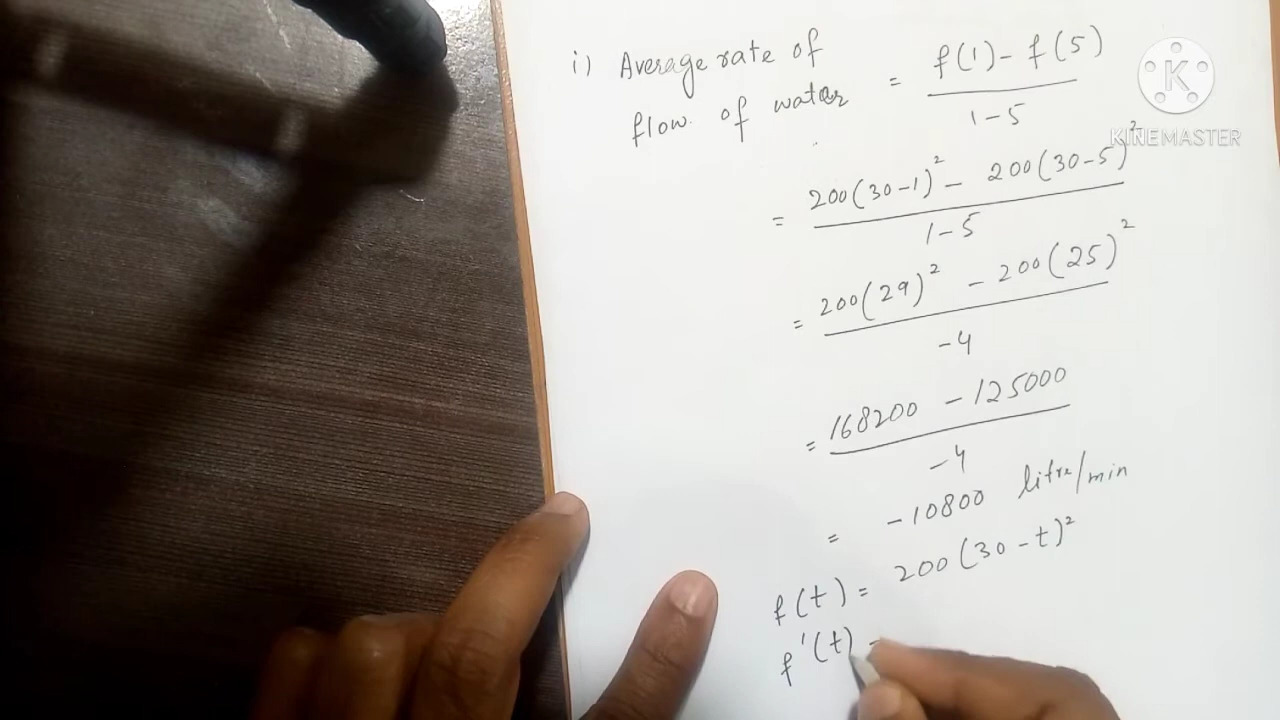 i) Average rate of flow of water = f(1) - f(5) / 1-5
= 200(30-1)² - 200(30-5)² / 1-5
= 200(29)² - 200(25)² / -4
= 168200 - 125000 / -4
= -10800 litre/min
f(t) = 200(30-t)²
f'(t) =
K
KINEMASTER